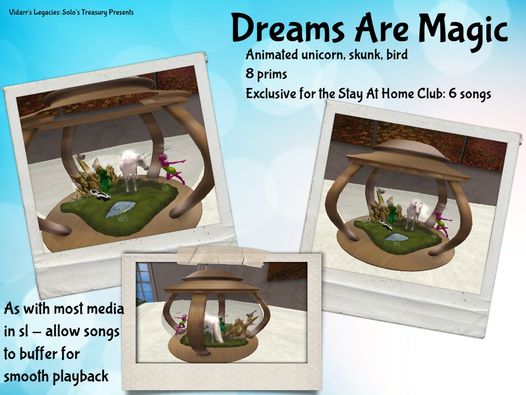 Vidarr's Legacies: Solo's Treasury Presents
Dreams Are Magic
Animated unicorn, skunk, bird
8 prims
Exclusive for the Stay At Home Club: 6 songs
As with most media
in sl – allow songs
to buffer for
smooth playback